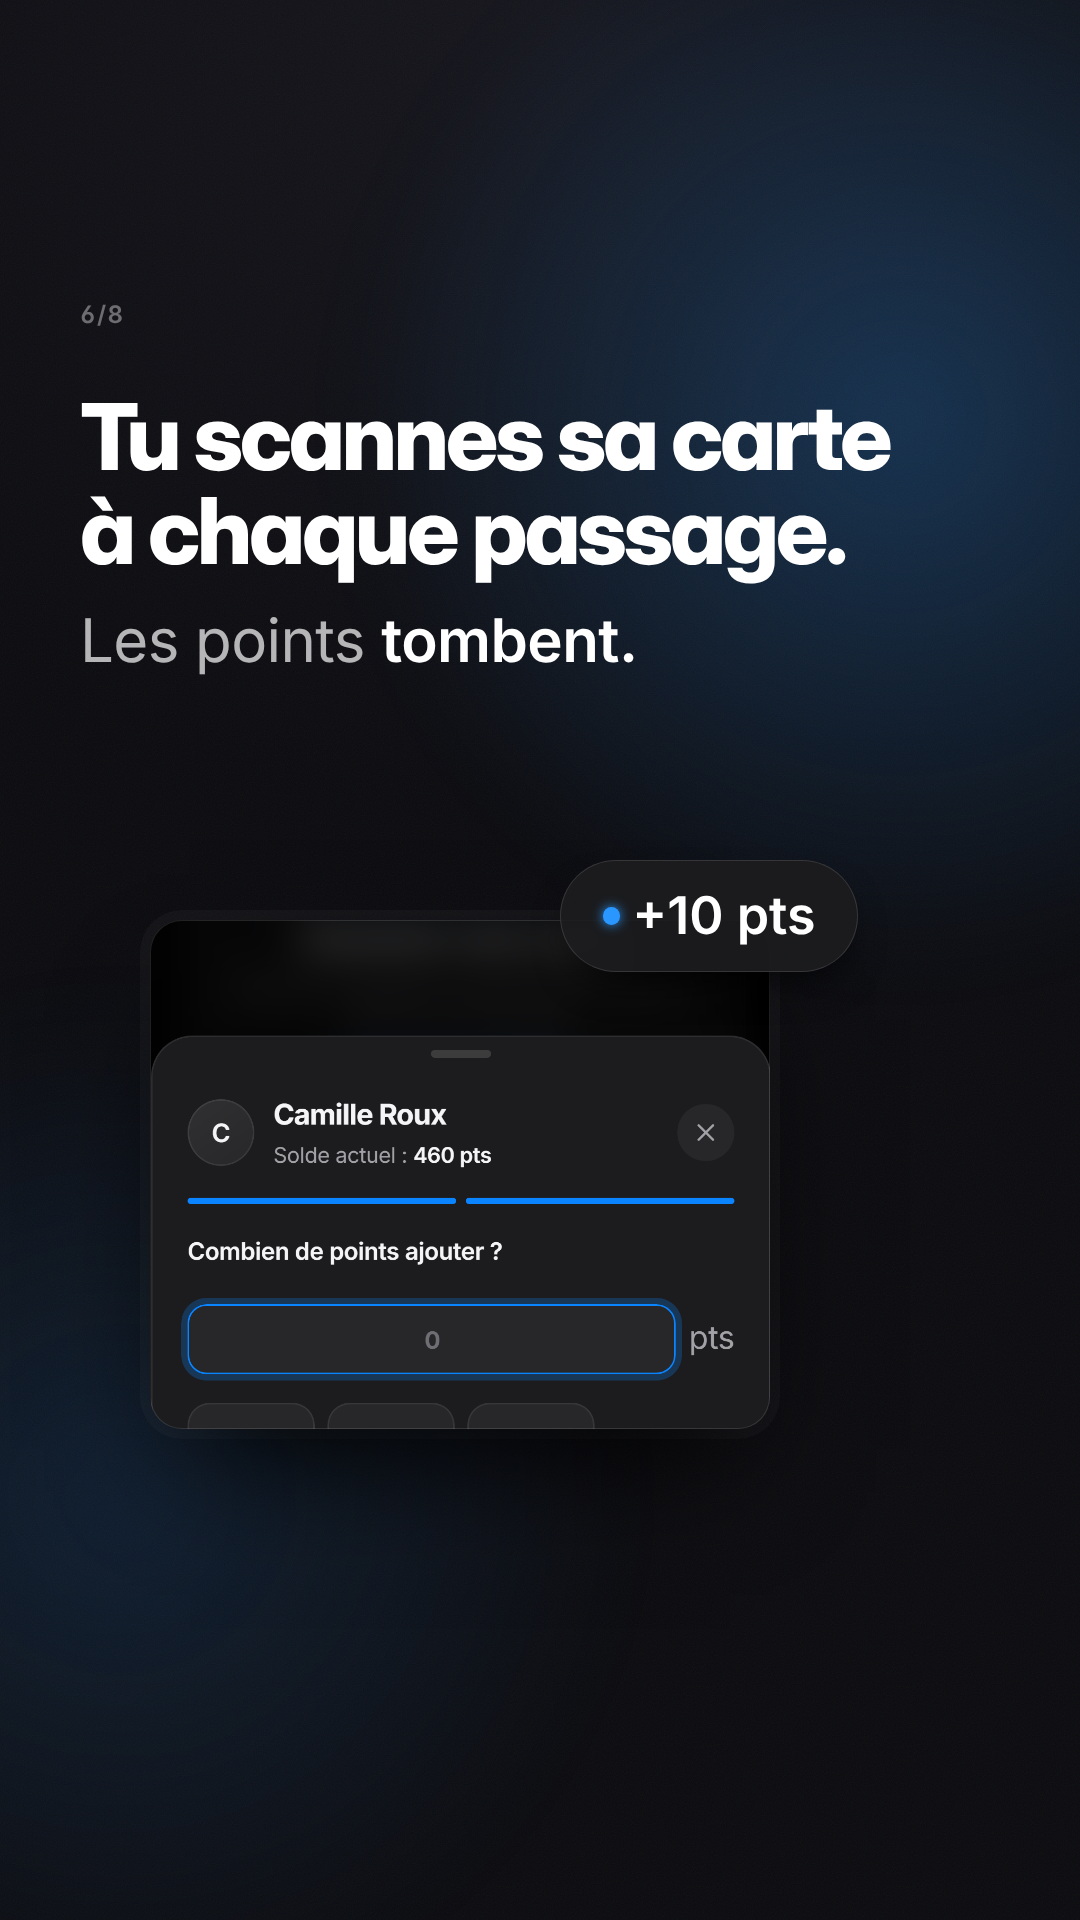 6/8
Tu scannes sa carte
à chaque passage.
Les points tombent.
+10 pts
C
Camille Roux
Solde actuel : 460 pts
Combien de points ajouter ?
0
pts